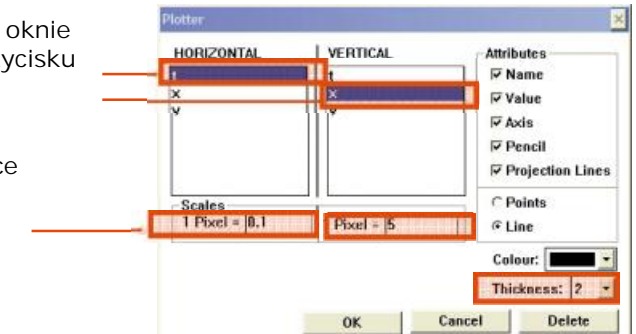 oknie
ycisku
ce
Plotter
HORIZONTAL
t
x
y
VERTICAL
t
x
y
Attributes
Name
Value
Axis
Pencil
Projection Lines
Points
Line
Scales
1 Pixel = 0.1
Pixel = 5
Colour:
Thickness: 2
OK Cancel Delete